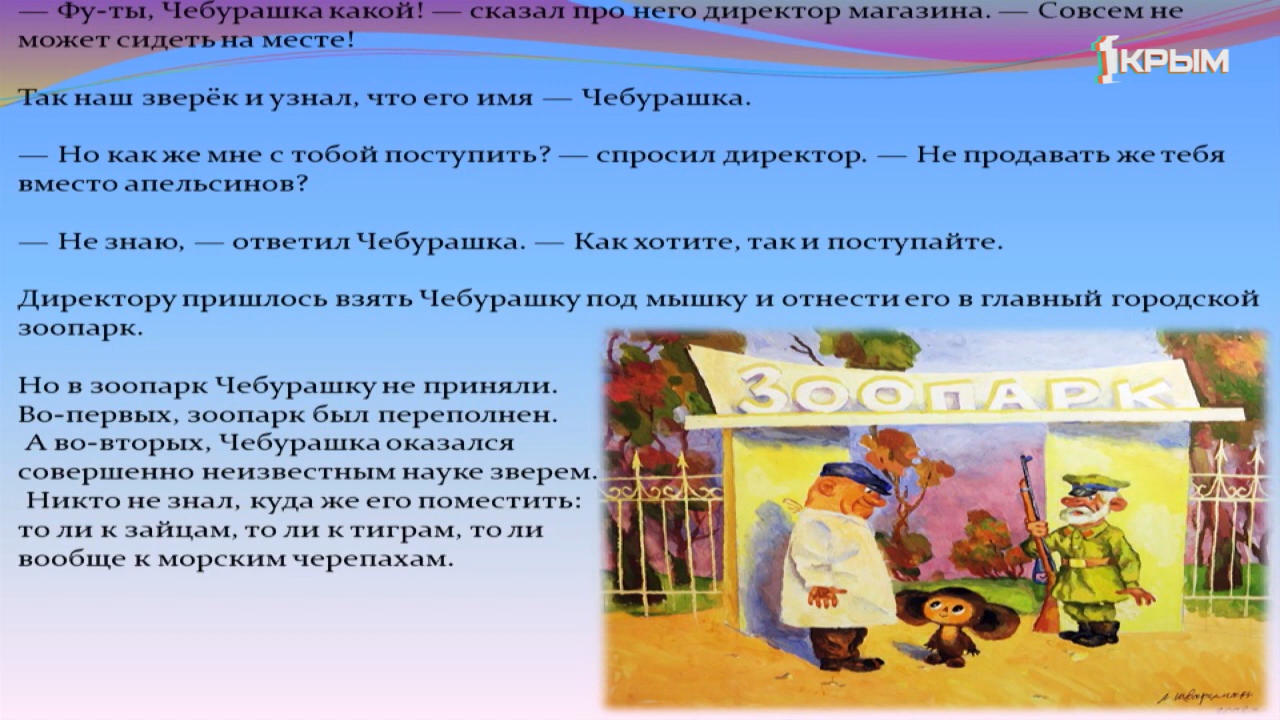 — Фу-ты, Чебурашка какой! — сказал про него директор магазина. — Совсем не
может сидеть на месте!
1КРЫМ
Так наш зверёк и узнал, что его имя — Чебурашка.
— Но как же мне с тобой поступить? — спросил директор. — Не продавать же тебя
вместо апельсинов?
— Не знаю, — ответил Чебурашка. — Как хотите, так и поступайте.
Директору пришлось взять Чебурашку под мышку и отнести его в главный городской
зоопарк.
Но в зоопарк Чебурашку не приняли.
Во-первых, зоопарк был переполнен.
А во-вторых, Чебурашка оказался
совершенно неизвестным науке зверем.
Никто не знал, куда же его поместить:
то ли к зайцам, то ли к тиграм, то ли
вообще к морским черепахам.
ЗООПАРК